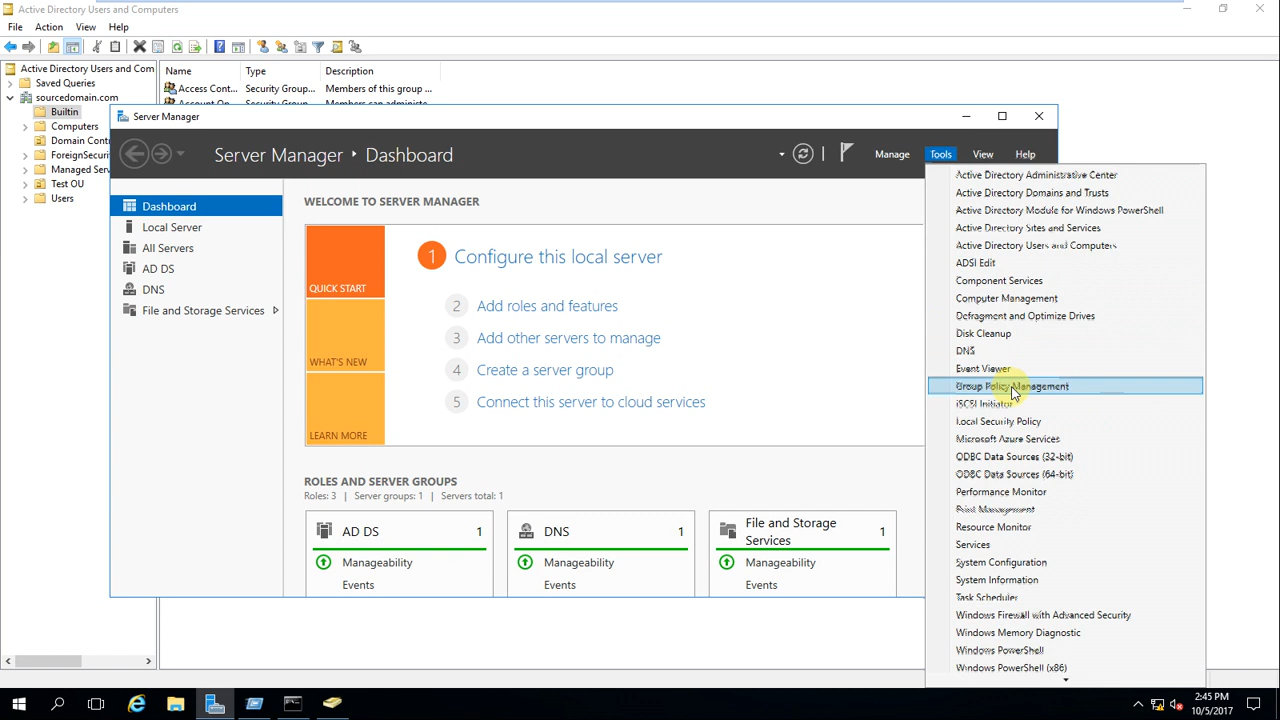 Active Directory Users and Computers
File Action View Help
Active Directory Users and Com
Saved Queries
sourcedomain.com
Builtin
Computers
Domain Cont
ForeignSecuri
Managed Serv
Test OU
Users
Name Type Description
Access Cont... Security Group... Members of this group ...
Account Op... Security Group... Members can administe...
Server Manager
Server Manager Dashboard
Manage Tools View Help
Dashboard
Local Server
All Servers
AD DS
DNS
File and Storage Services
WELCOME TO SERVER MANAGER
QUICK START
WHAT'S NEW
LEARN MORE
1 Configure this local server
2 Add roles and features
3 Add other servers to manage
4 Create a server group
5 Connect this server to cloud services
ROLES AND SERVER GROUPS
Roles: 3 | Server groups: 1 | Servers total: 1
AD DS 1
Manageability
Events
DNS 1
Manageability
Events
File and Storage Services 1
Manageability
Events
Active Directory Administrative Center
Active Directory Domains and Trusts
Active Directory Module for Windows PowerShell
Active Directory Sites and Services
Active Directory Users and Computers
ADSI Edit
Component Services
Computer Management
Defragment and Optimize Drives
Disk Cleanup
DNS
Event Viewer
Group Policy Management
iSCSI Initiator
Local Security Policy
Microsoft Azure Services
ODBC Data Sources (32-bit)
ODBC Data Sources (64-bit)
Performance Monitor
Print Management
Resource Monitor
Services
System Configuration
System Information
Task Scheduler
Windows Firewall with Advanced Security
Windows Memory Diagnostic
Windows PowerShell
Windows PowerShell (x86)
2:45 PM
10/5/2017